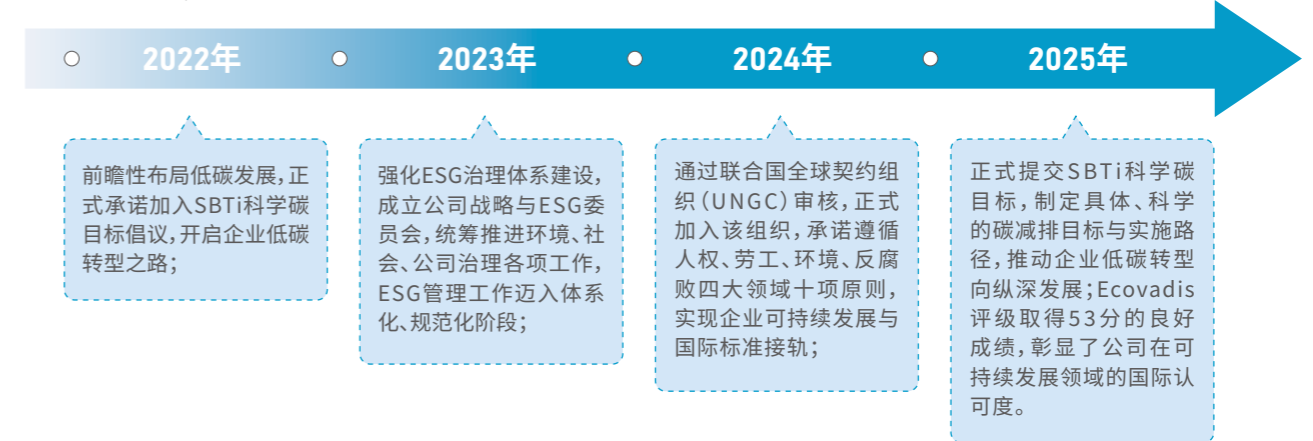 2022年
2023年
2024年
2025年
前瞻性布局低碳发展，正
式承诺加入SBTi科学碳
目标倡议，开启企业低碳
转型之路；
强化ESG治理体系建设，
成立公司战略与ESG委
员会，统筹推进环境、社
会、公司治理各项工作，
ESG管理工作迈入体系
化、规范化阶段；
通过联合国全球契约组
织（UNGC）审核，正式
加入该组织，承诺遵循
人权、劳工、环境、反腐
败四大领域十项原则，
实现企业可持续发展与
国际标准接轨；
正式提交SBTi科学碳
目标，制定具体、科学
的碳减排目标与实施路
径，推动企业低碳转型
向纵深发展；Ecovadis
评级取得53分的良好
成绩，彰显了公司在可
持续发展领域的国际认
可度。